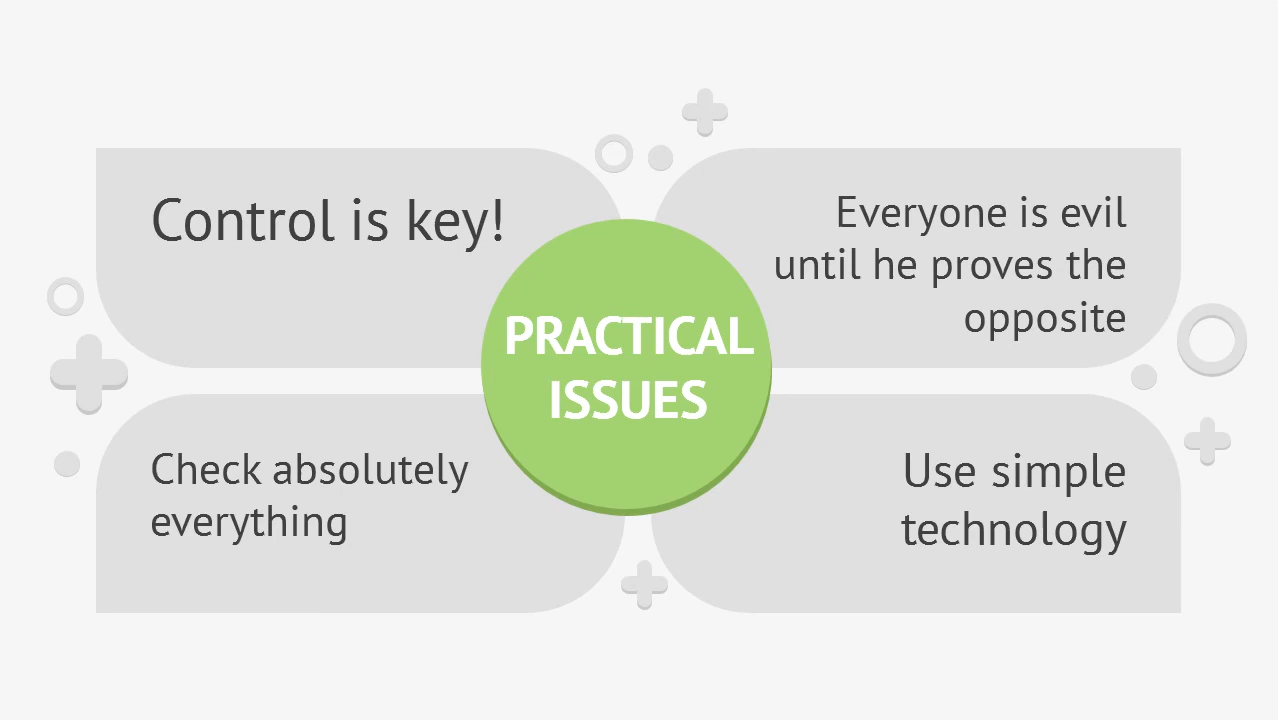 Control is key!
Everyone is evil
until he proves the
opposite
PRACTICAL
ISSUES
Check absolutely
everything
Use simple
technology